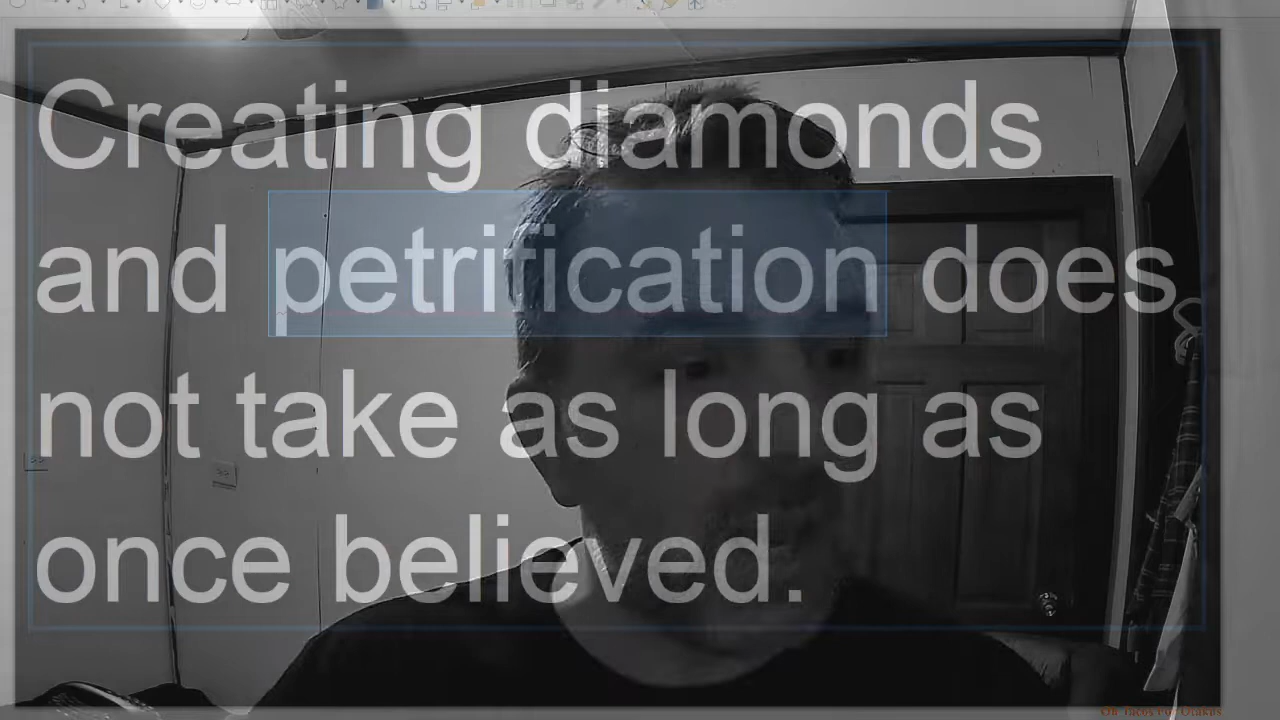 Creating diamonds
and petrification does
not take as long as
once believed.